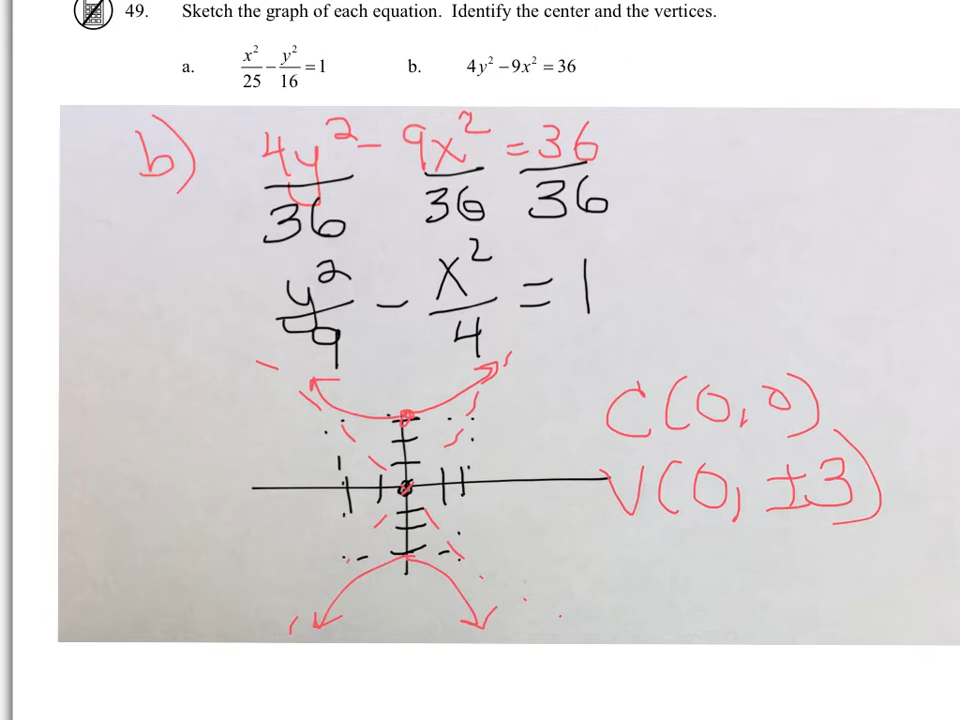 49. Sketch the graph of each equation. Identify the center and the vertices.
a. x²/25 − y²/16 = 1 b. 4y² − 9x² = 36
b) 4y²/36 − 9x²/36 = 36/36
y²/9 − x²/4 = 1
C(0,0)
V(0, ±3)